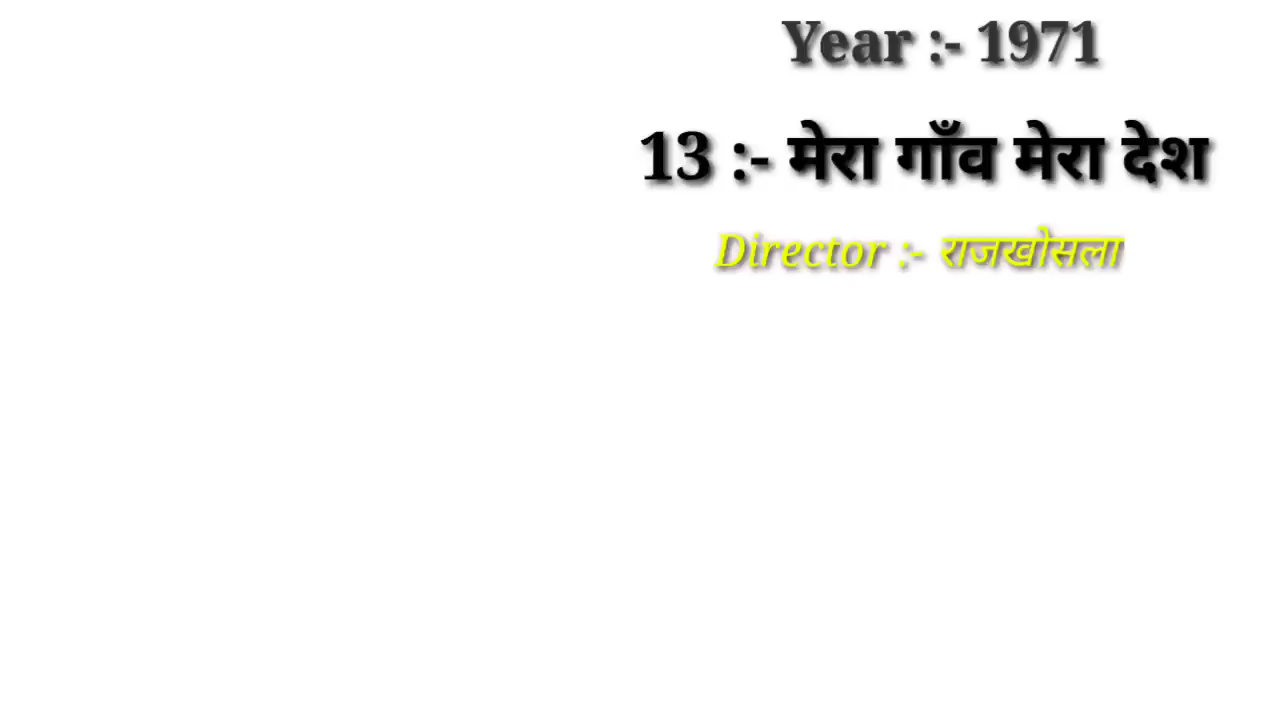 Year :- 1971
13 :- मेरा गाँव मेरा देश
Director :- राजखोसला